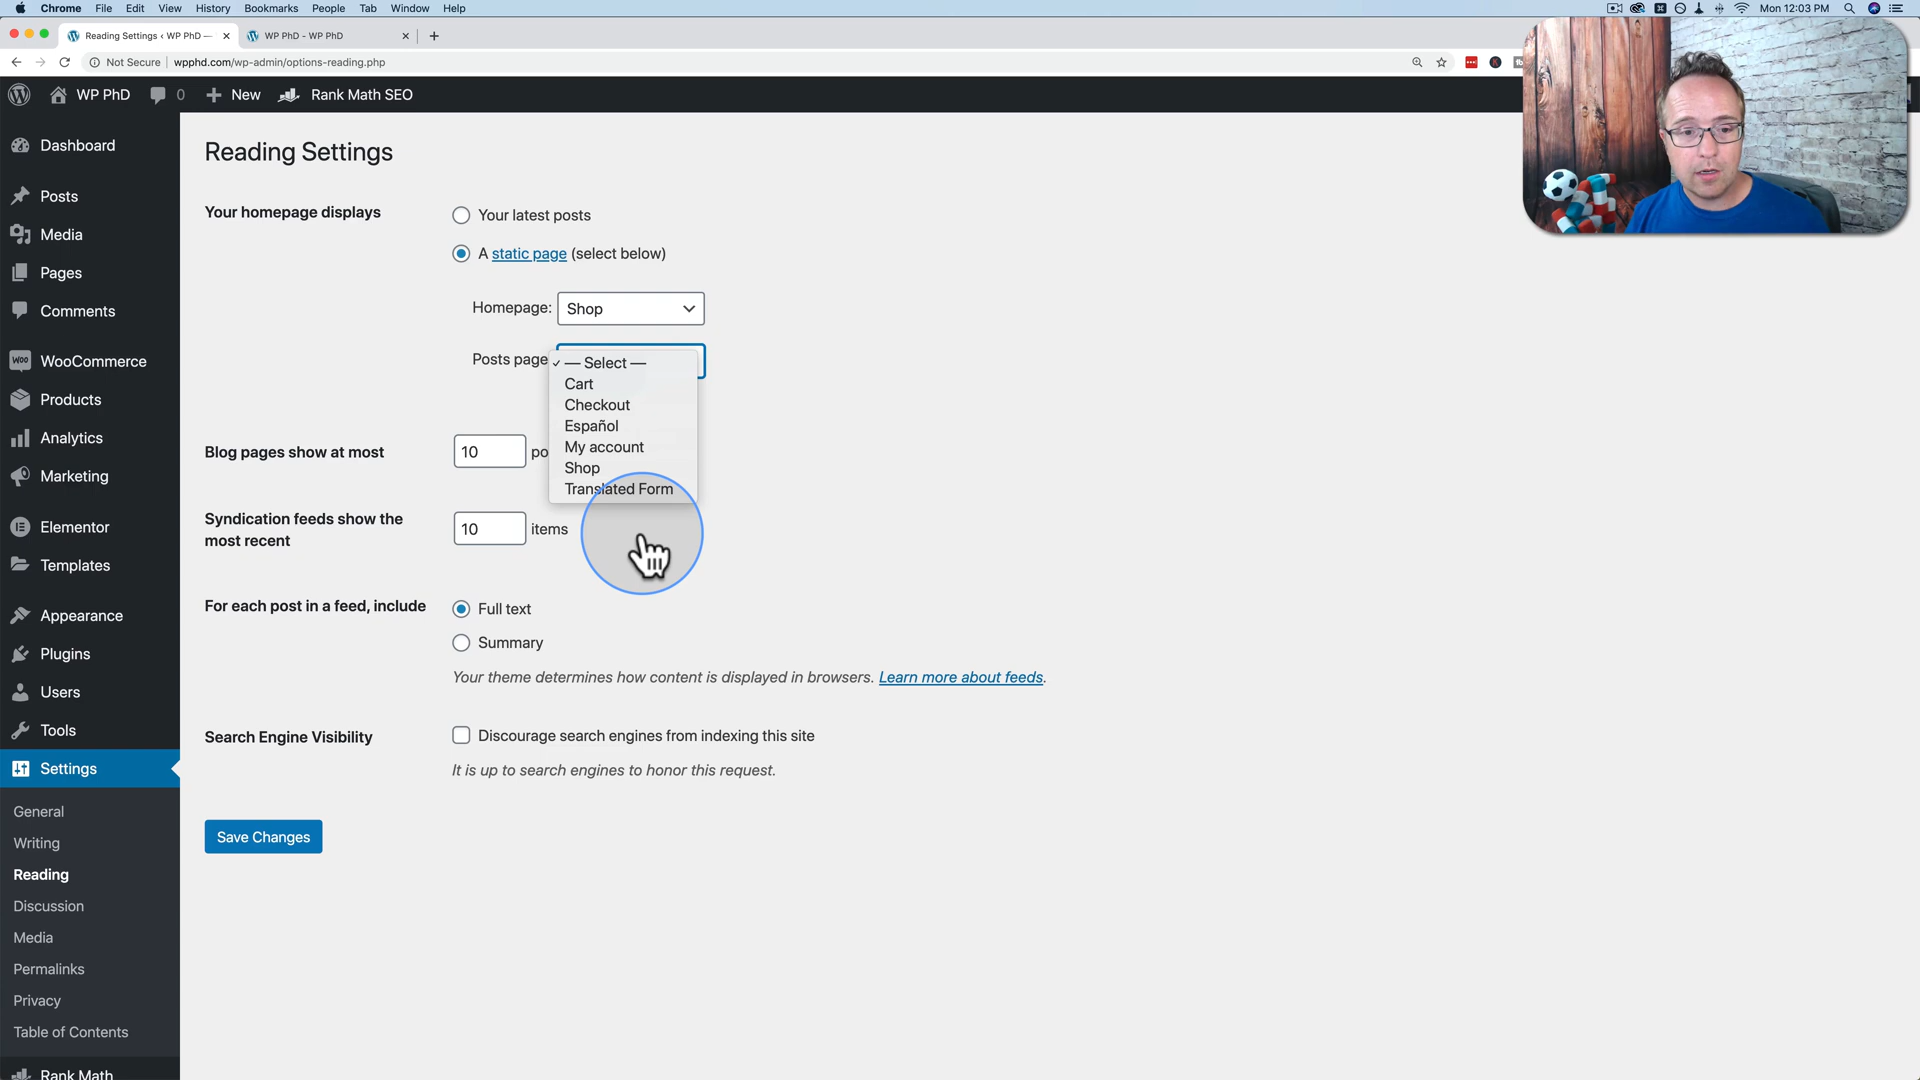 Chrome File Edit View History Bookmarks People Tab Window Help Mon 12:03 PM
Reading Settings ‹ WP PhD — WP PhD - WP PhD
Not Secure wpphd.com/wp-admin/options-reading.php
WP PhD 0 New Rank Math SEO
Dashboard
Posts
Media
Pages
Comments
WooCommerce
Products
Analytics
Marketing
Elementor
Templates
Appearance
Plugins
Users
Tools
Settings
General
Writing
Reading
Discussion
Media
Permalinks
Privacy
Table of Contents
Rank Math
Reading Settings
Your homepage displays
Your latest posts
A static page (select below)
Homepage: Shop
Posts page
— Select —
Cart
Checkout
Español
My account
Shop
Translated Form
Blog pages show at most 10 po
Syndication feeds show the
most recent
10 items
For each post in a feed, include
Full text
Summary
Your theme determines how content is displayed in browsers. Learn more about feeds.
Search Engine Visibility
Discourage search engines from indexing this site
It is up to search engines to honor this request.
Save Changes